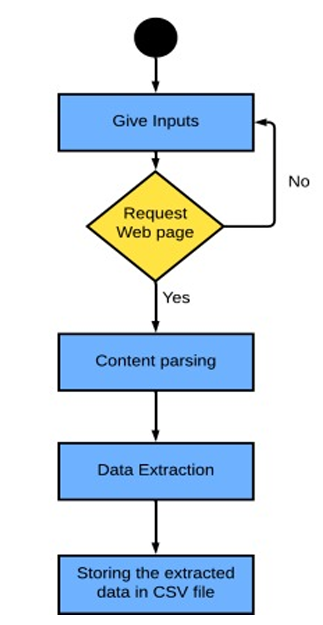 Give Inputs
Request
Web page
No
Yes
Content parsing
Data Extraction
Storing the extracted
data in CSV file